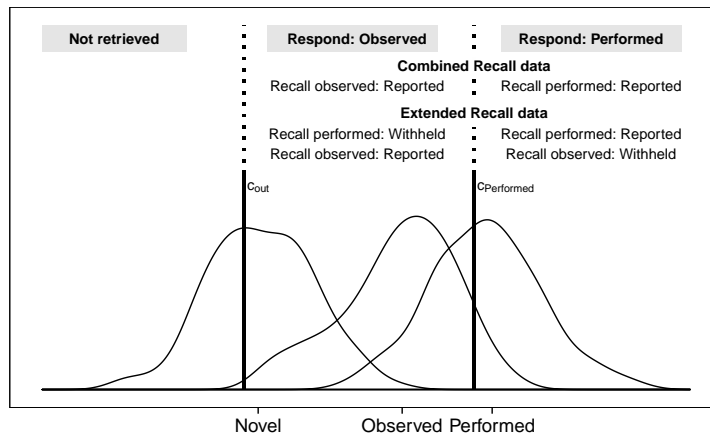 Not retrieved Respond: Observed Respond: Performed
Combined Recall data
Recall observed: Reported Recall performed: Reported
Extended Recall data
Recall performed: Withheld Recall performed: Reported
Recall observed: Reported Recall observed: Withheld
cout cPerformed
Novel Observed Performed